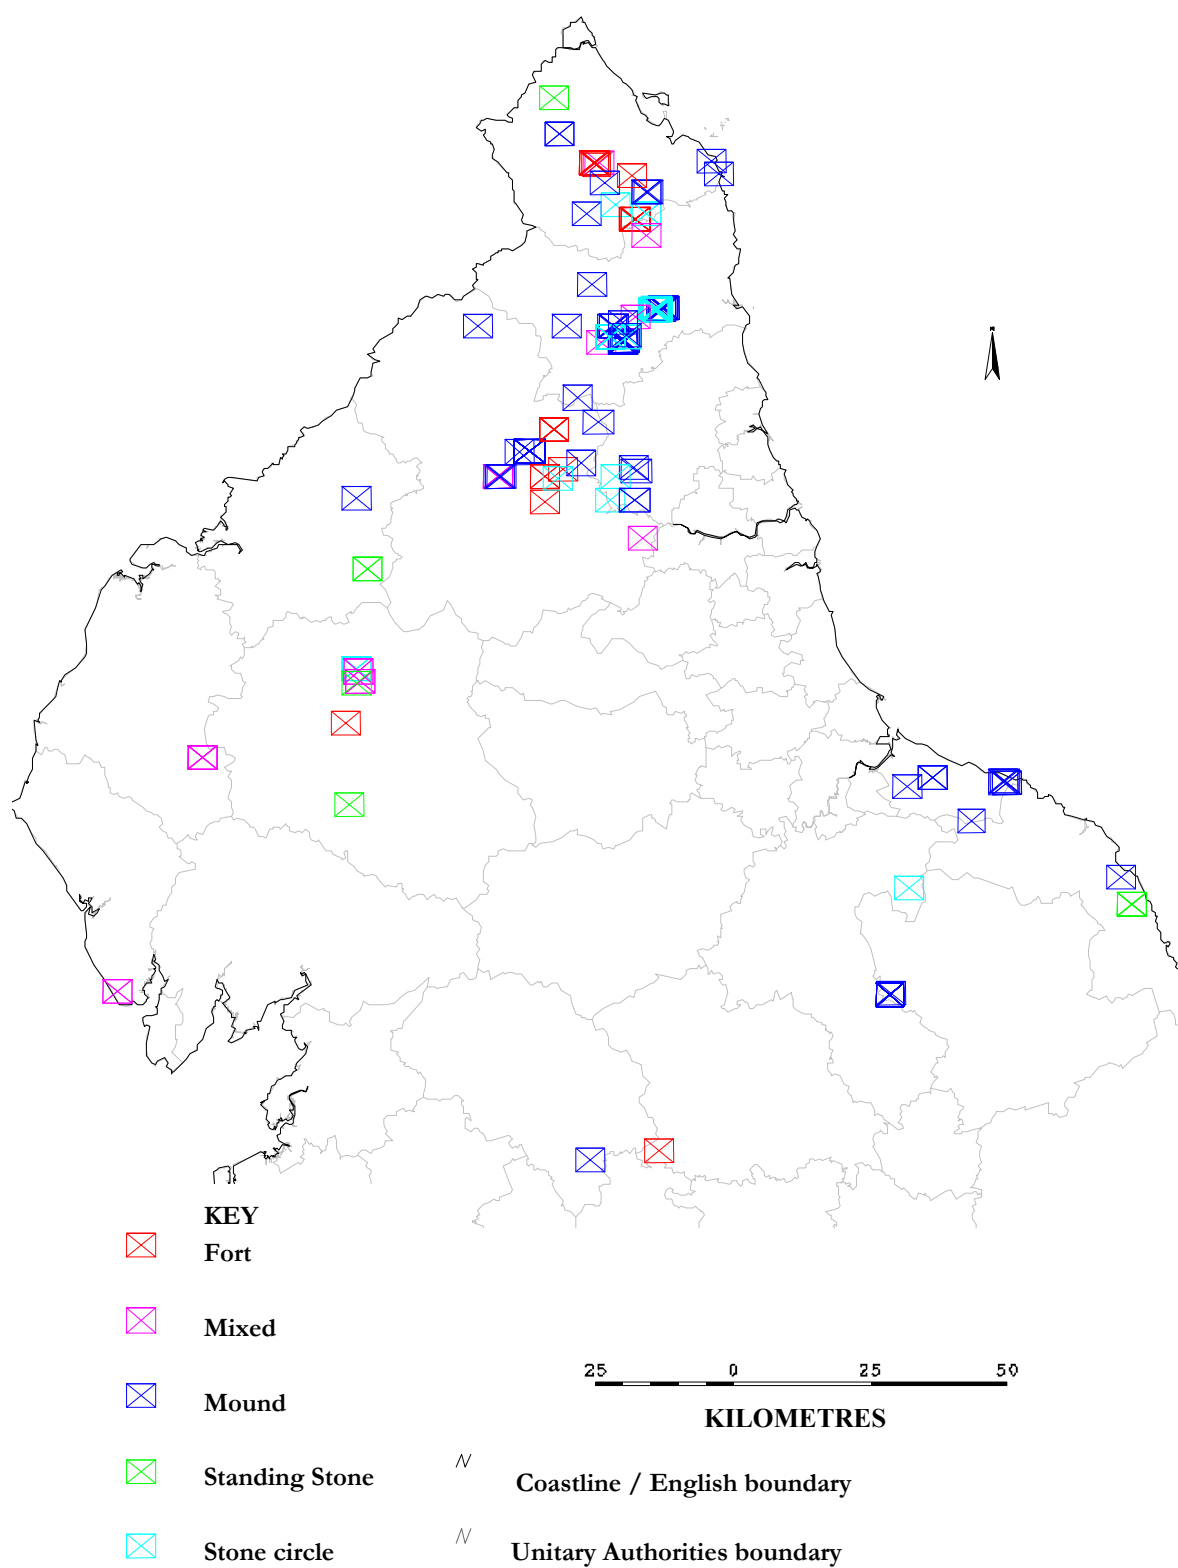 KEY
Fort
Mixed
25 0 25 50
Mound
KILOMETRES
Standing Stone
Coastline / English boundary
Stone circle
Unitary Authorities boundary